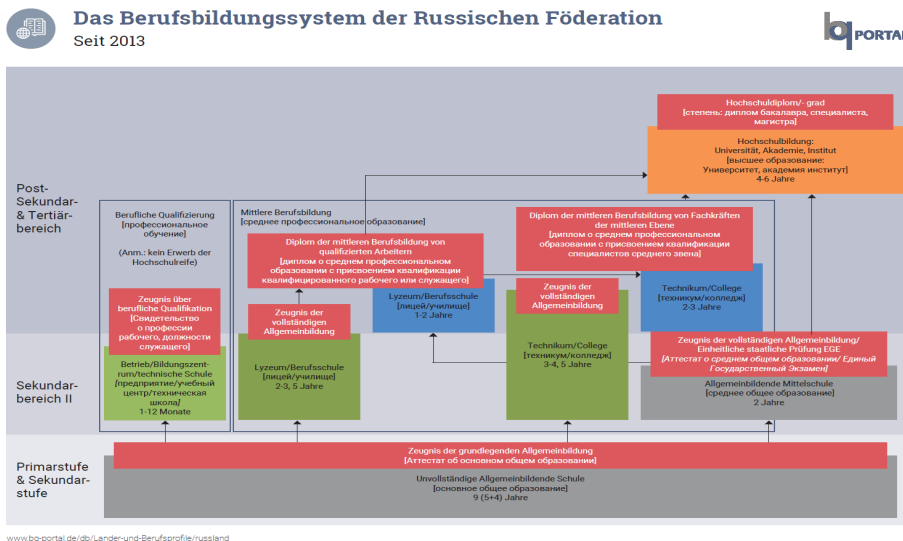 Das Berufsbildungssystem der Russischen Föderation
Seit 2013
bq PORTAL
Hochschuldiplom/- grad
[степень: диплом бакалавра, специалиста,
магистра]
Hochschulbildung:
Universität, Akademie, Institut
[высшее образование:
Университет, академия институт]
4-6 Jahre
Post-
Sekundar-
& Tertiär-
bereich
Berufliche Qualifizierung
[профессиональное
обучение]
(Anm.: kein Erwerb der
Hochschulreife)
Mittlere Berufsbildung
[среднее профессиональное образование]
Diplom der mittleren Berufsbildung von
qualifizierten Arbeitern
[диплом о среднем профессиональном
образовании с присвоением квалификации
квалифицированного рабочего или служащего]
Diplom der mittleren Berufsbildung von Fachkräften
der mittleren Ebene
[диплом о среднем профессиональном
образовании с присвоением квалификации
специалистов среднего звена]
Zeugnis über
berufliche Qualifikation
[Свидетельство
о профессии
рабочего, должности
служащего]
Zeugnis der
vollständigen
Allgemeinbildung
Lyzeum/Berufsschule
[лицей/училище]
1-2 Jahre
Zeugnis der
vollständigen
Allgemeinbildung
Technikum/College
[техникум/колледж]
2-3 Jahre
Sekundar-
bereich II
Betrieb/Bildungszent-
rum/technische Schule
[предприятие/учебный
центр/техническая
школа]
1-12 Monate
Lyzeum/Berufsschule
[лицей/училище]
2-3, 5 Jahre
Technikum/College
[техникум/колледж]
3-4, 5 Jahre
Zeugnis der vollständigen Allgemeinbildung/
Einheitliche staatliche Prüfung EGE
[Аттестат о среднем общем образовании/ Единый
Государственный Экзамен]
Allgemeinbildende Mittelschule
[среднее общее образование]
2 Jahre
Primarstufe
& Sekundar-
stufe
Zeugnis der grundlegenden Allgemeinbildung
[Аттестат об основном общем образовании]
Unvollständige Allgemeinbildende Schule
[основное общее образование]
9 (5+4) Jahre
www.bq-portal.de/db/Länder-und-Berufsprofile/russland